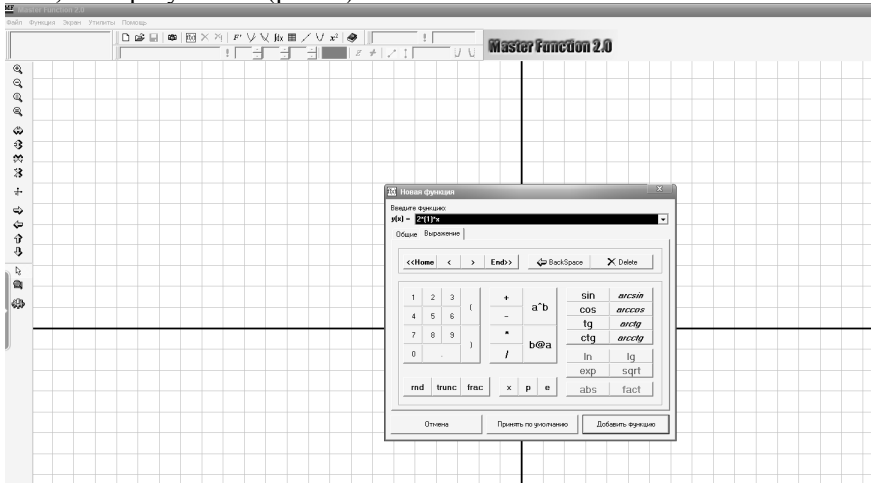 Master Function 2.0
Файл Функция Экран Утилиты Помощь
F' V V ∫dx x²
Master Function 2.0
Новая функция
Введите функцию:
y(x) = 2*(1)*x
Общие Выражение
<<Home < > End>> BackSpace Delete
1 2 3 ( + a^b sin arcsin
4 5 6 - cos arccos
7 8 9 ) * b@a tg arctg
0 . / ctg arcctg
ln lg
exp sqrt
rnd trunc frac x p e abs fact
Отмена Принять по умолчанию Добавить функцию